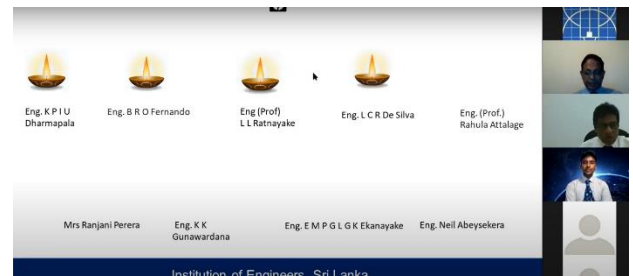 Eng. K P I U
Dharmapala
Eng. B R O Fernando
Eng (Prof)
L L Ratnayake
Eng. L C R De Silva
Eng. (Prof.)
Rahula Attalage
Mrs Ranjani Perera
Eng. K K
Gunawardana
Eng. E M P G L G K Ekanayake
Eng. Neil Abeysekera
Institution of Engineers, Sri Lanka